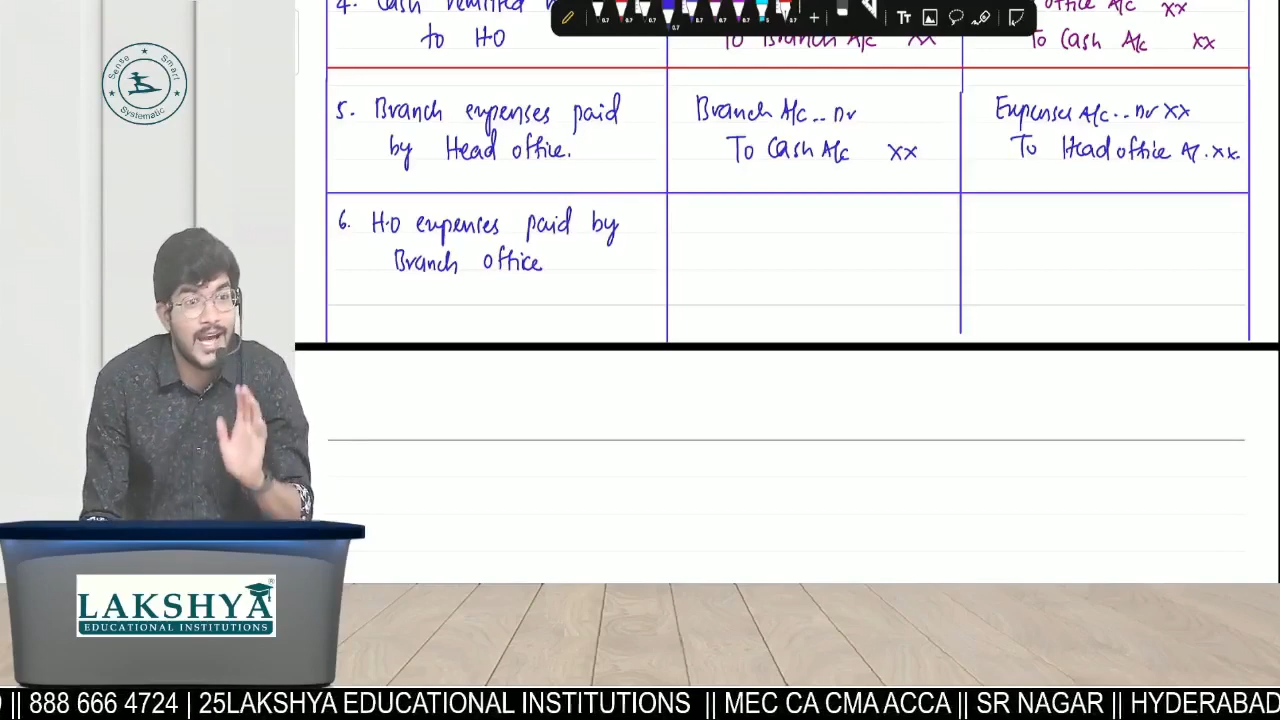 4. Cash remitted
to H·O
To Branch A/c xx
office A/c xx
To Cash A/c xx
5. Branch expenses paid
by Head office.
Branch A/c .. Dr
To Cash A/c xx
Expenses A/c .. Dr xx
To Head office A/.xx.
6. H·O expenses paid by
Branch office
Sense Smart
Systematic
Tт
LAKSHYA®
EDUCATIONAL INSTITUTIONS
|| 888 666 4724 | 25LAKSHYA EDUCATIONAL INSTITUTIONS || MEC CA CMA ACCA || SR NAGAR || HYDERABAD